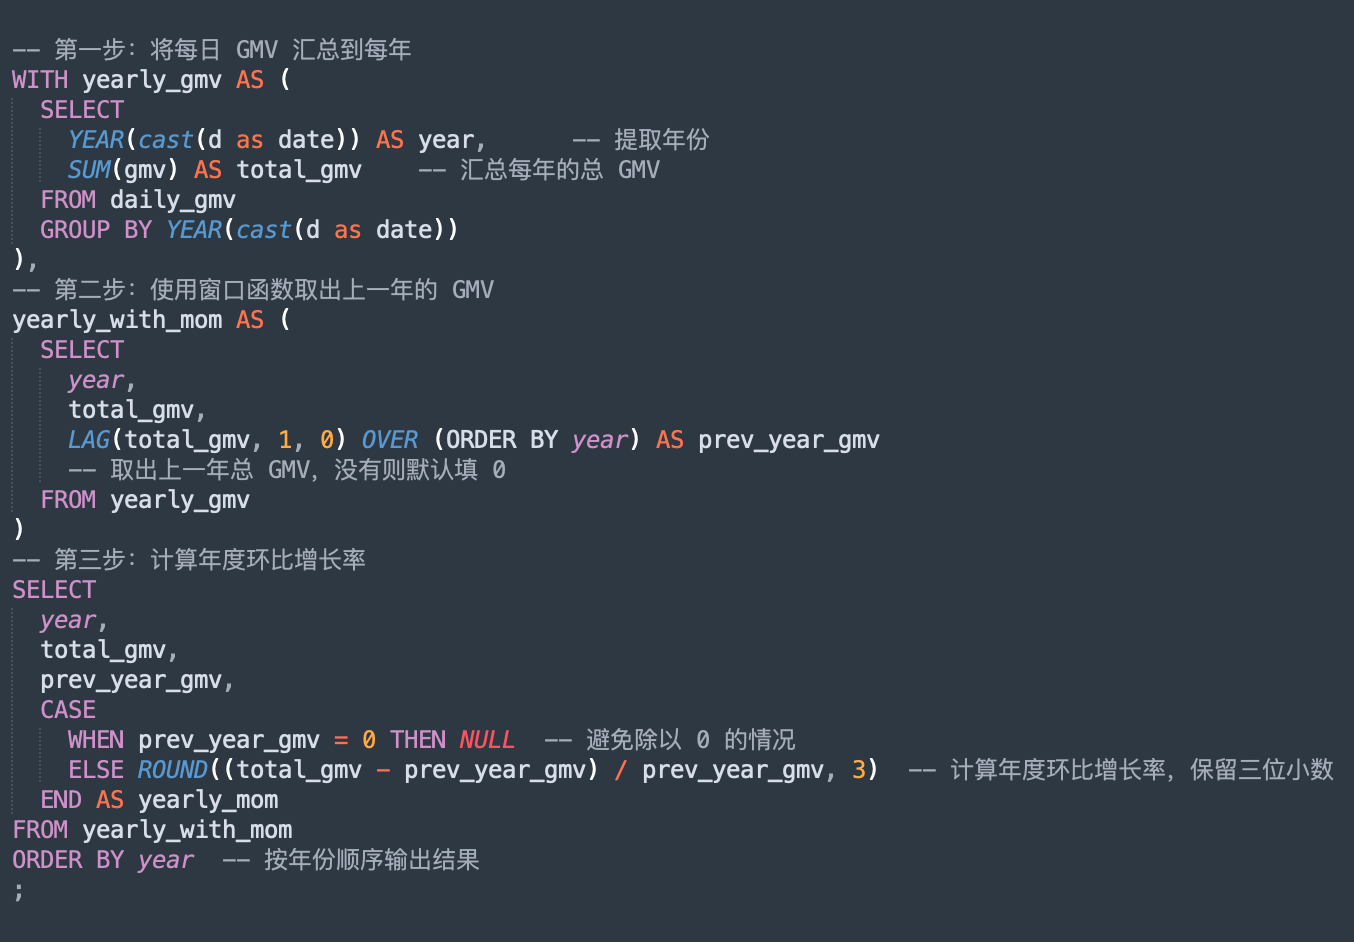 -- 第一步：将每日 GMV 汇总到每年
WITH yearly_gmv AS (
  SELECT
    YEAR(cast(d as date)) AS year,      -- 提取年份
    SUM(gmv) AS total_gmv    -- 汇总每年的总 GMV
  FROM daily_gmv
  GROUP BY YEAR(cast(d as date))
),
-- 第二步：使用窗口函数取出上一年的 GMV
yearly_with_mom AS (
  SELECT
    year,
    total_gmv,
    LAG(total_gmv, 1, 0) OVER (ORDER BY year) AS prev_year_gmv
    -- 取出上一年总 GMV，没有则默认填 0
  FROM yearly_gmv
)
-- 第三步：计算年度环比增长率
SELECT
  year,
  total_gmv,
  prev_year_gmv,
  CASE
    WHEN prev_year_gmv = 0 THEN NULL  -- 避免除以 0 的情况
    ELSE ROUND((total_gmv - prev_year_gmv) / prev_year_gmv, 3)  -- 计算年度环比增长率，保留三位小数
  END AS yearly_mom
FROM yearly_with_mom
ORDER BY year  -- 按年份顺序输出结果
;